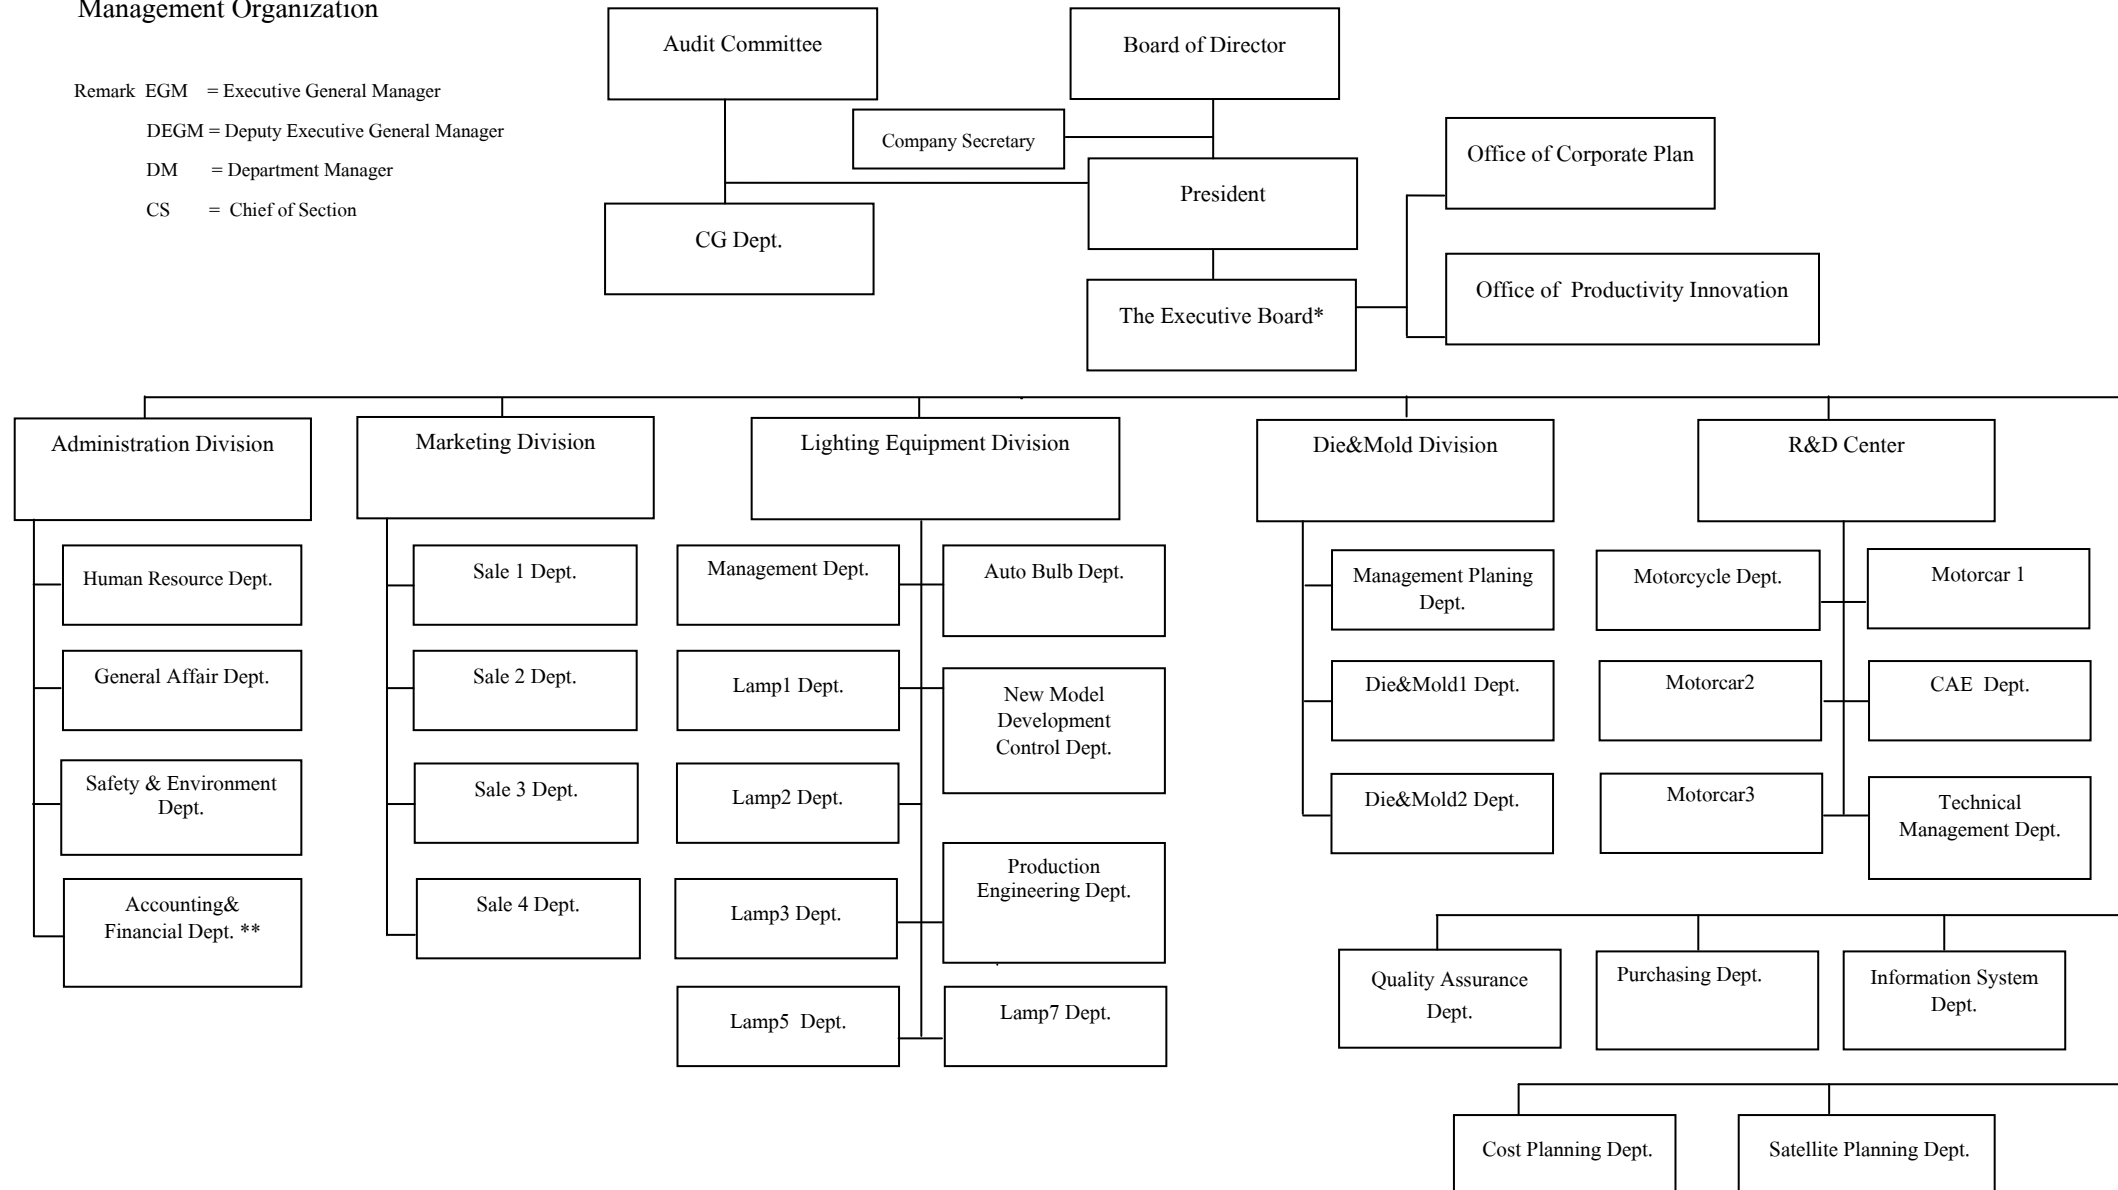 Management Organization
Remark EGM = Executive General Manager
DEGM = Deputy Executive General Manager
DM = Department Manager
CS = Chief of Section
Audit Committee
Board of Director
Company Secretary
President
CG Dept.
The Executive Board*
Office of Corporate Plan
Office of Productivity Innovation
Administration Division
Human Resource Dept.
General Affair Dept.
Safety & Environment
Dept.
Accounting&
Financial Dept. **
Marketing Division
Sale 1 Dept.
Sale 2 Dept.
Sale 3 Dept.
Sale 4 Dept.
Lighting Equipment Division
Management Dept.
Lamp1 Dept.
Lamp2 Dept.
Lamp3 Dept.
Lamp5 Dept.
Auto Bulb Dept.
New Model
Development
Control Dept.
Production
Engineering Dept.
Lamp7 Dept.
Die&Mold Division
Management Planing
Dept.
Die&Mold1 Dept.
Die&Mold2 Dept.
R&D Center
Motorcycle Dept.
Motorcar2
Motorcar3
Motorcar 1
CAE Dept.
Technical
Management Dept.
Quality Assurance
Dept.
Purchasing Dept.
Information System
Dept.
Cost Planning Dept.
Satellite Planning Dept.